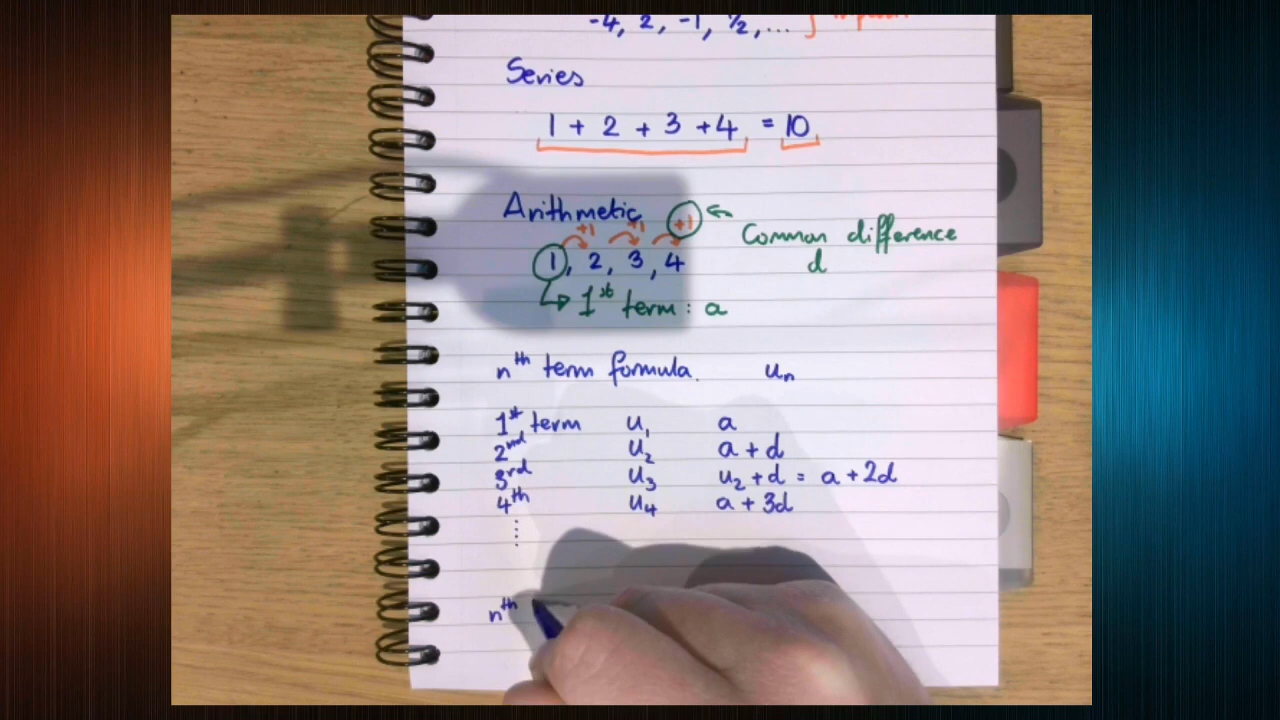 -4, 2, -1, ½, ...
Series
1 + 2 + 3 + 4 = 10
Arithmetic
+1 +1 +1
Common difference
d
1, 2, 3, 4
1st term : a
nth term formula. un
1st term u1 a
2nd u2 a + d
3rd u3 u2 + d = a + 2d
4th u4 a + 3d
⋮
nth